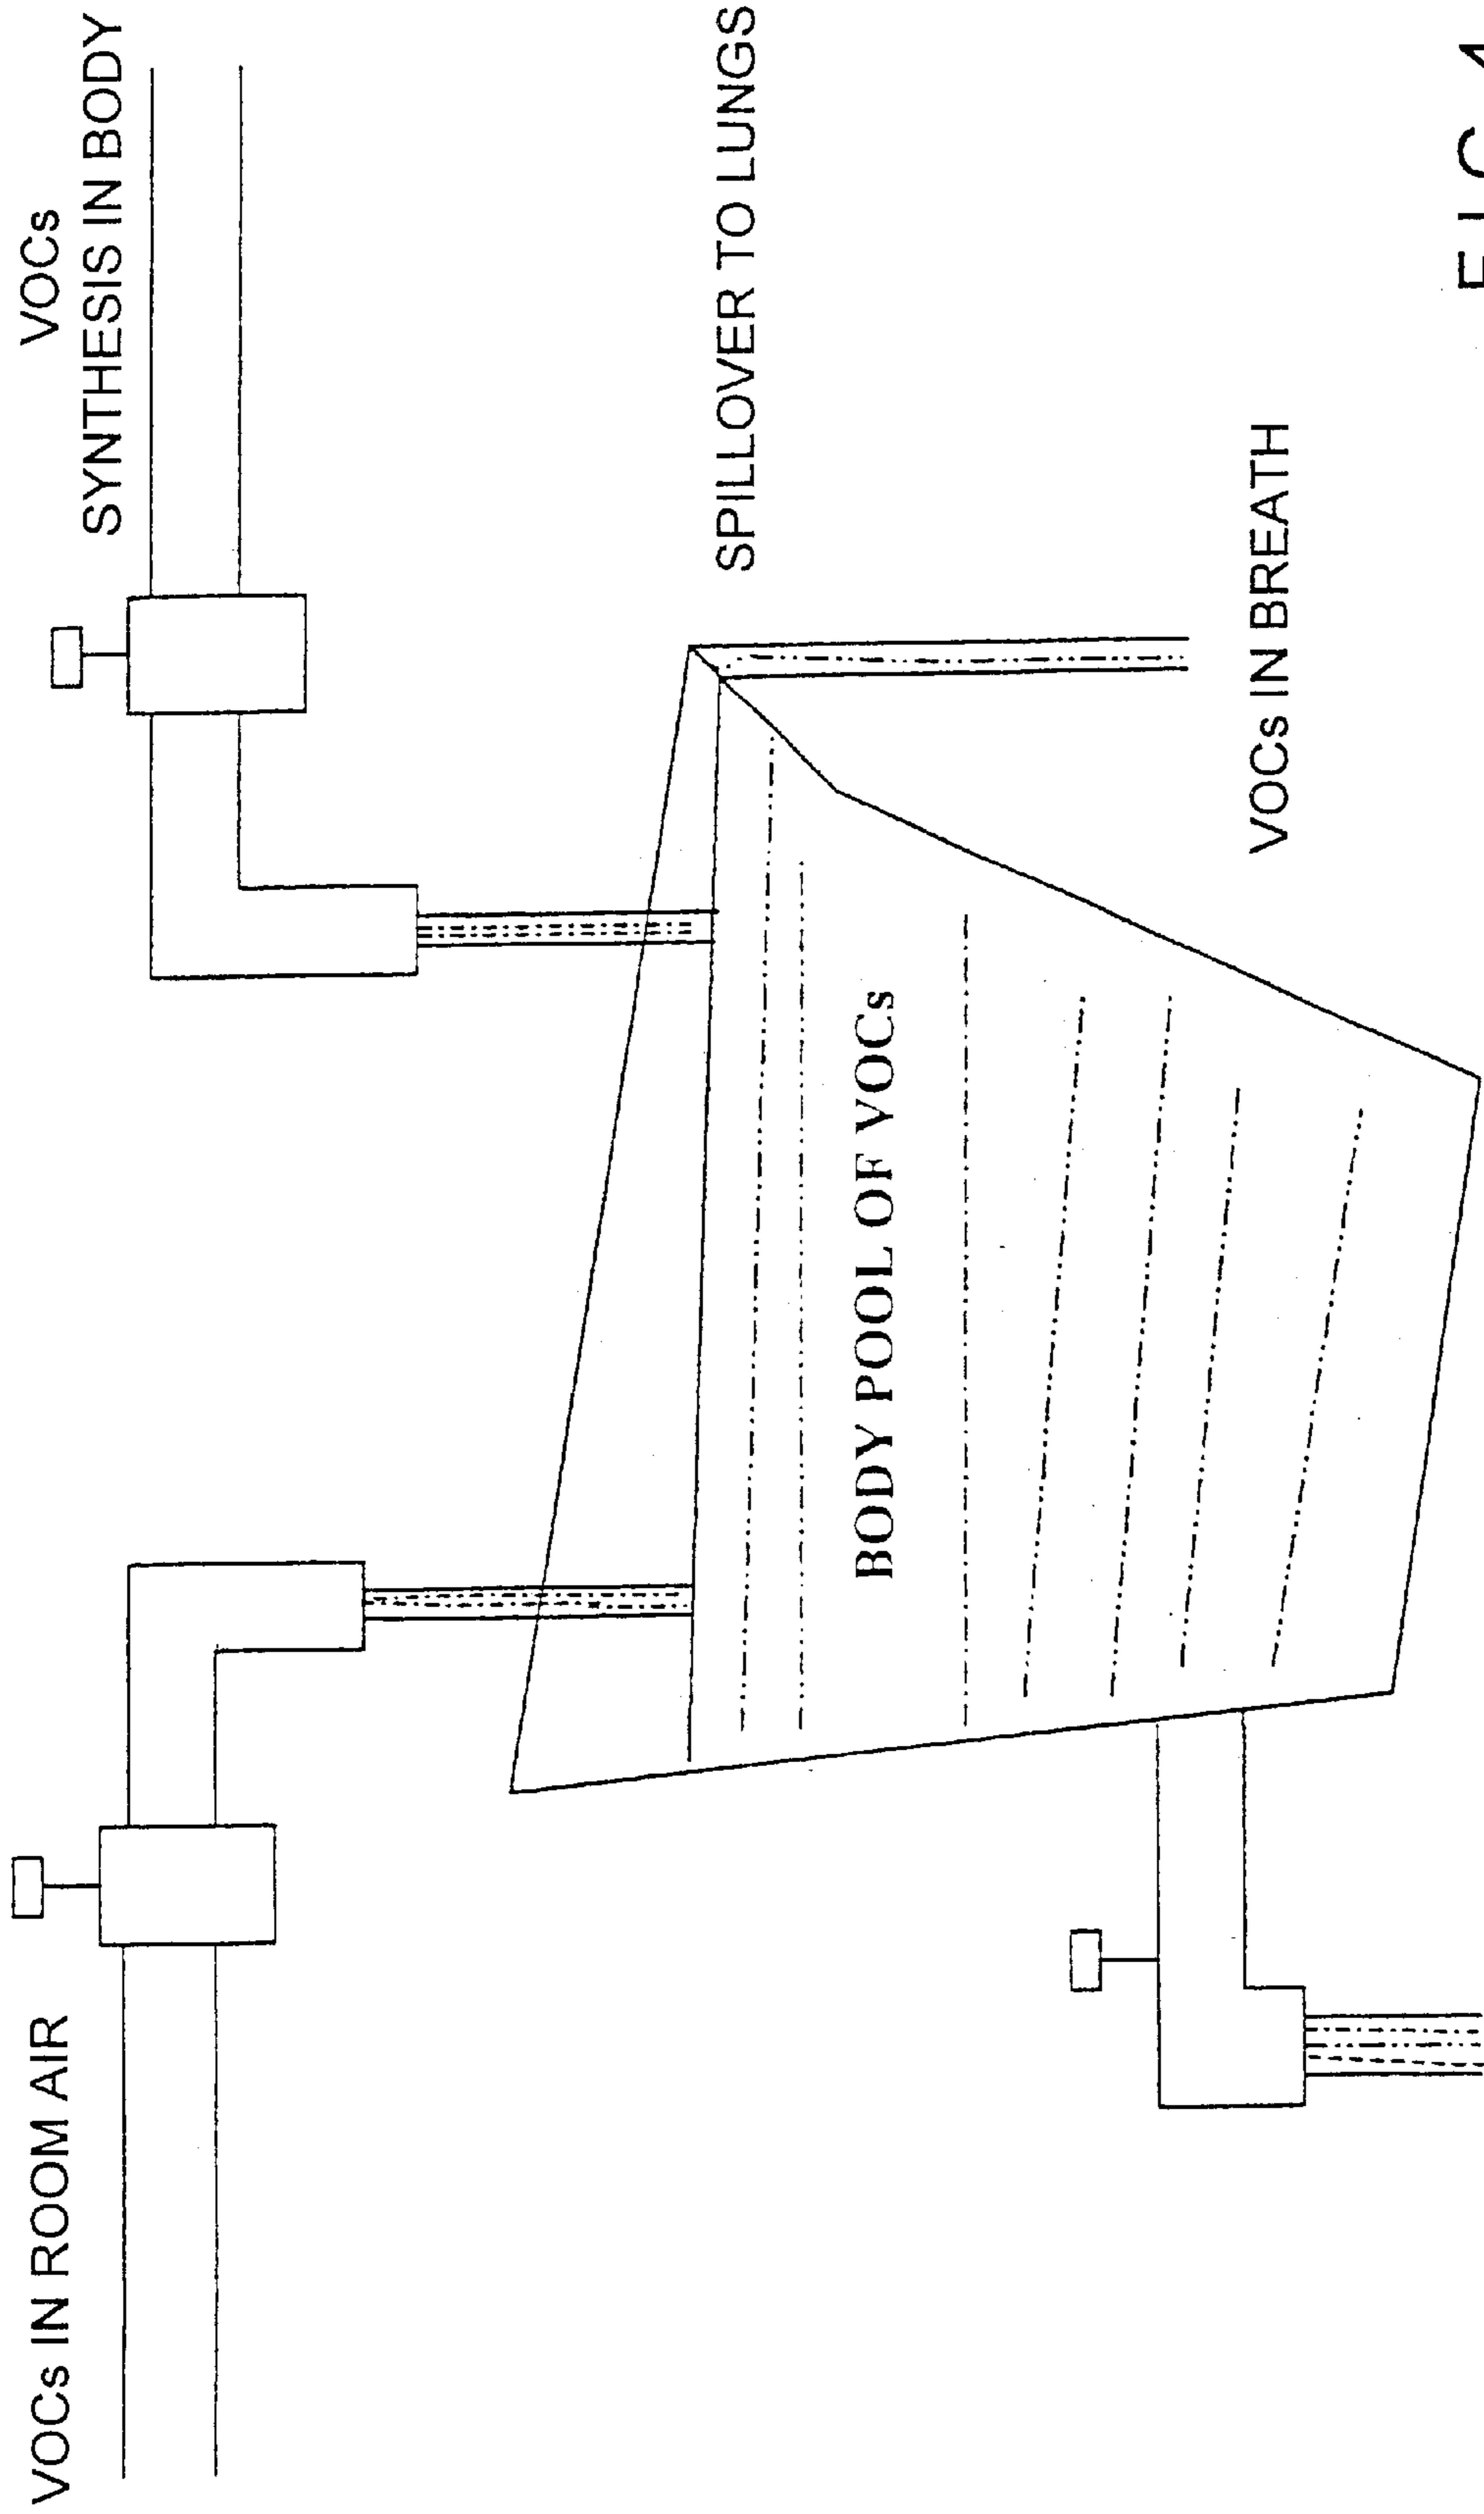 VOCs IN ROOM AIR
VOCs
SYNTHESIS IN BODY
SPILLOVER TO LUNGS
BODY POOL OF VOCs
VOCs IN BREATH